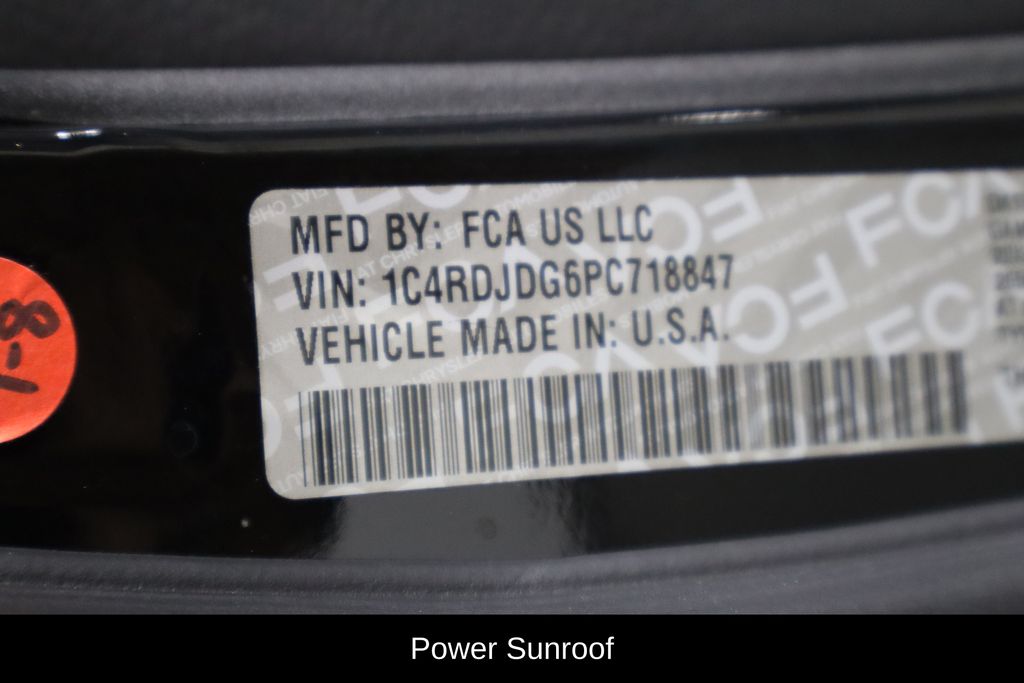 MFD BY: FCA US LLC
VIN: 1C4RDJDG6PC718847
VEHICLE MADE IN: U.S.A.
Power Sunroof